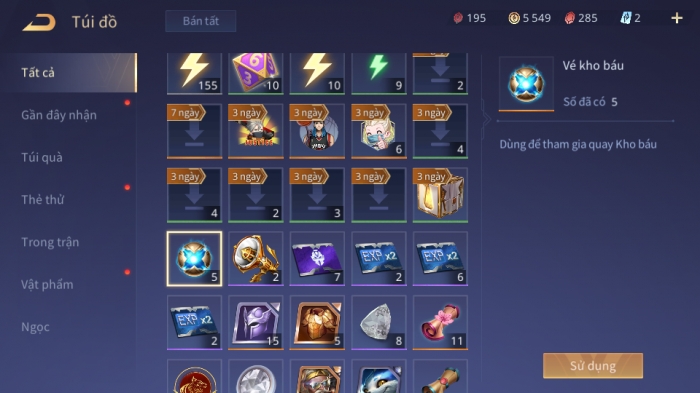 Túi đồ
Bán tất
195
5 549
285
2
Tất cả
Gần đây nhận
Túi quà
Thẻ thử
Trong trận
Vật phẩm
Ngọc
155
10
10
9
2
7 ngày
3 ngày
3 ngày
3 ngày
6
3 ngày
4
3 ngày
4
3 ngày
2
3 ngày
3
3 ngày
3 ngày
5
2
7
EXP x2
2
EXP x2
6
EXP x2
2
15
5
8
11
Vé kho báu
Số đã có 5
Dùng để tham gia quay Kho báu
Sử dụng